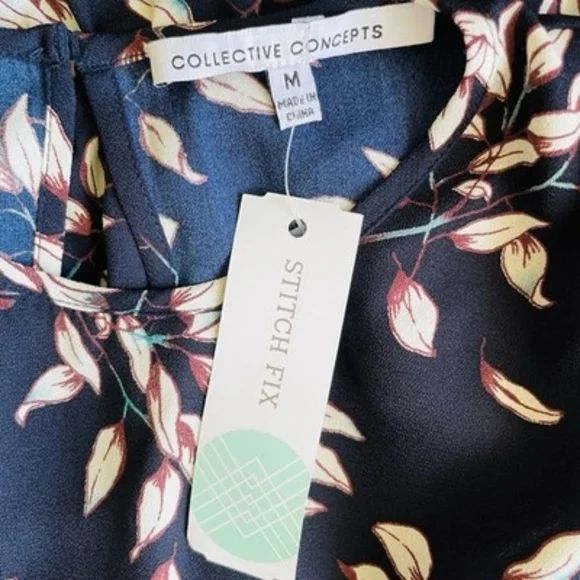 COLLECTIVE CONCEPTS
M
MADE IN
CHINA
STITCH FIX